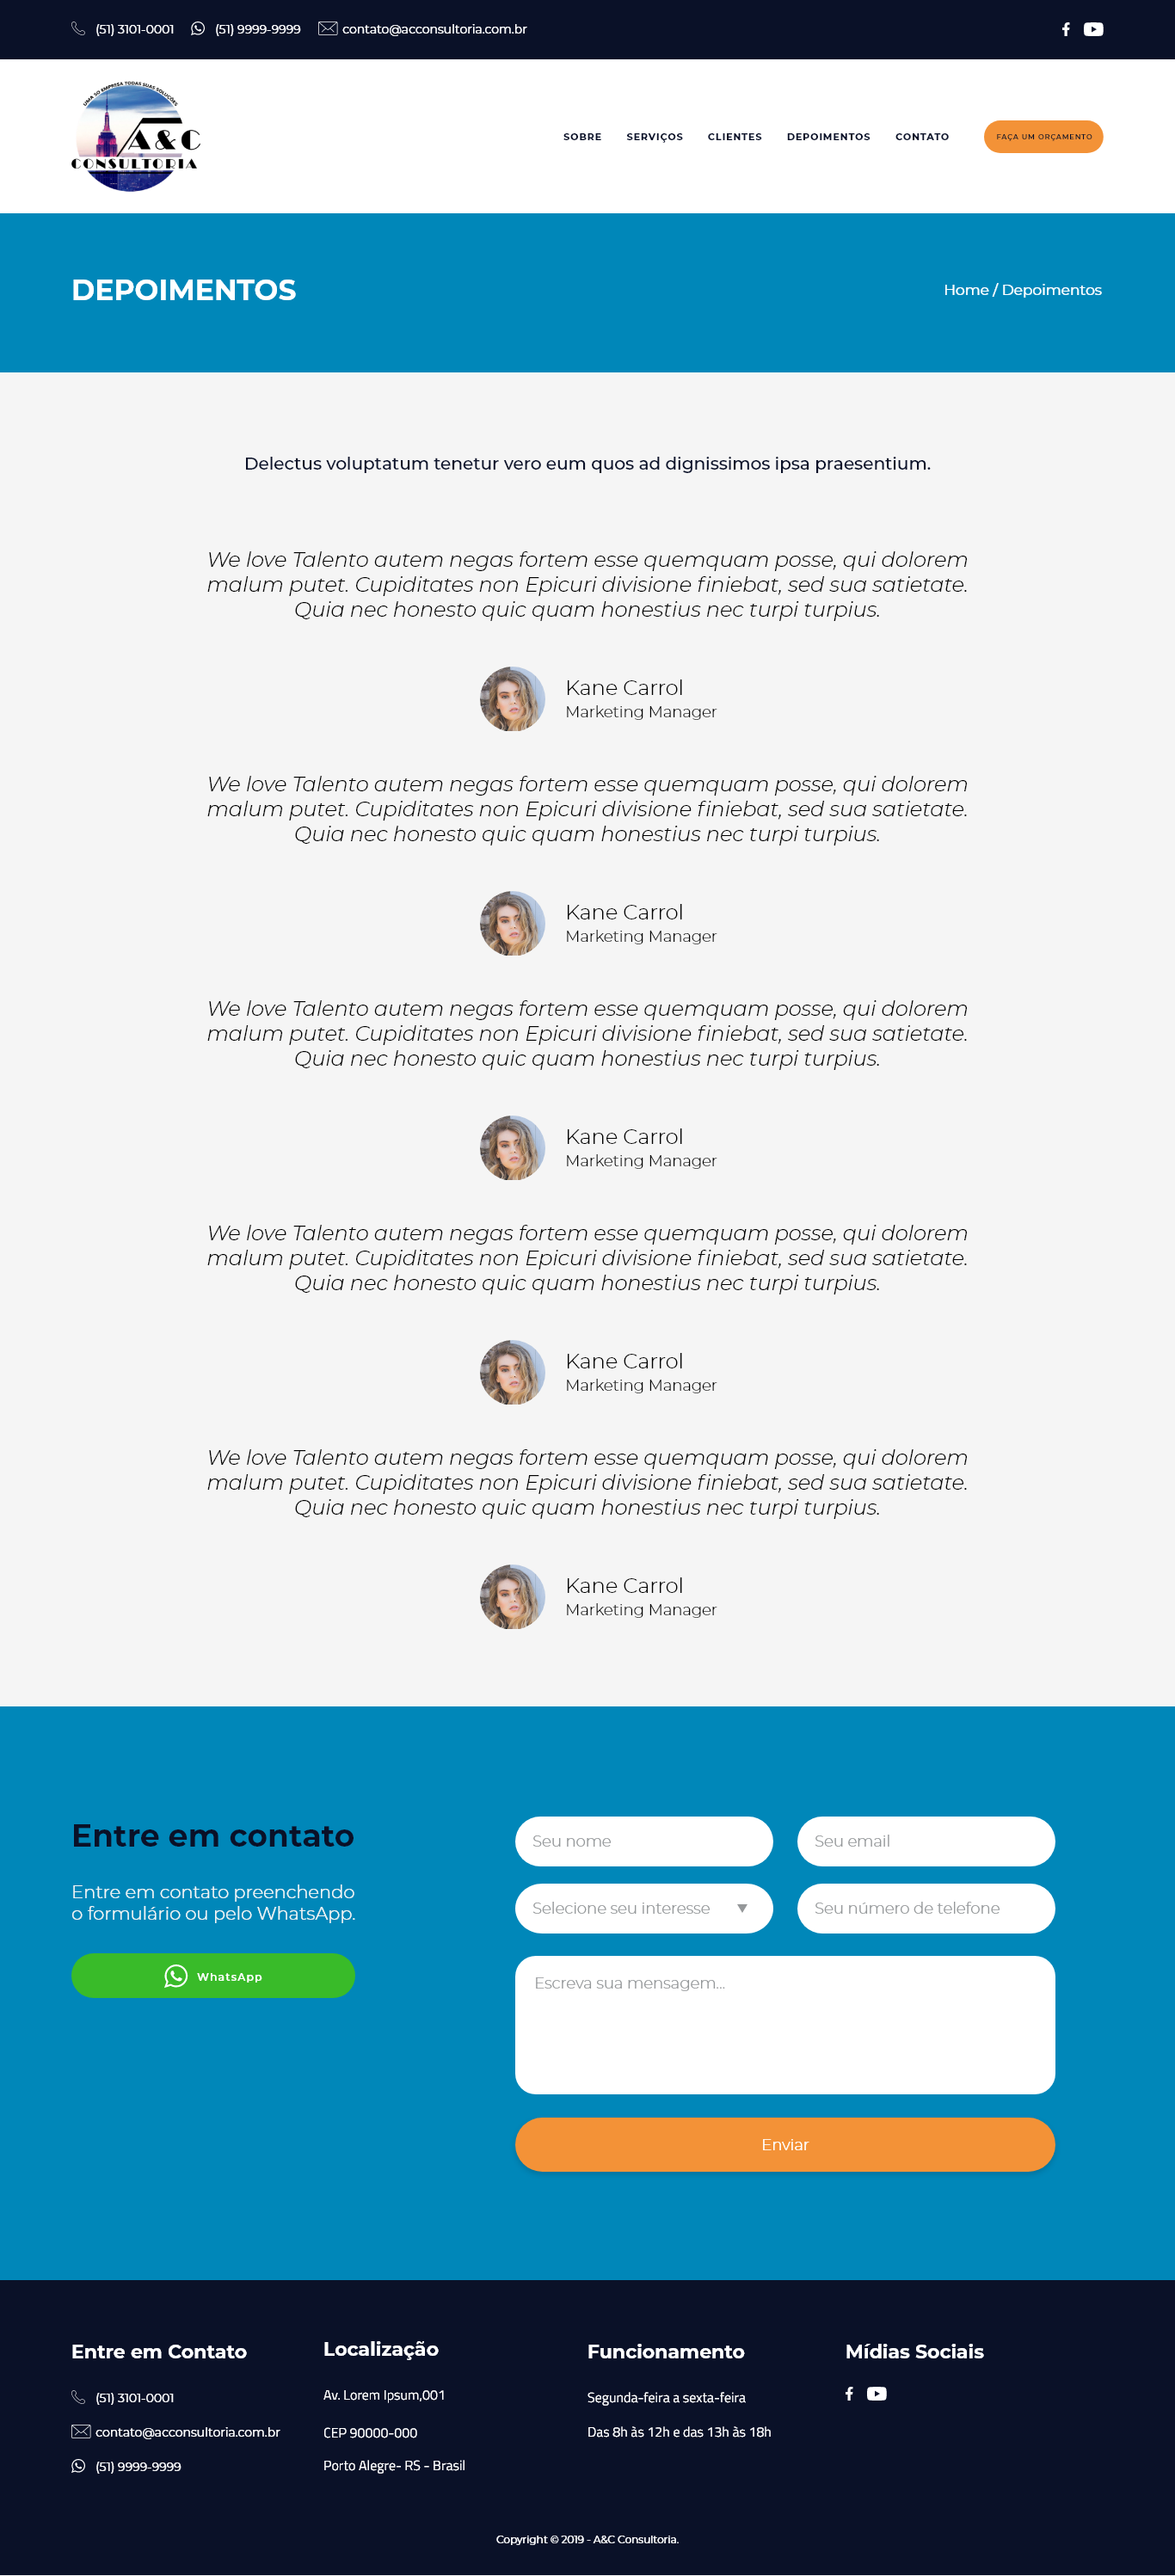 (51) 3101-0001 (51) 9999-9999 contato@acconsultoria.com.br
UMA SÓ EMPRESA TODAS SUAS SOLUÇÕES
A&C
CONSULTORIA
SOBRE SERVIÇOS CLIENTES DEPOIMENTOS CONTATO FAÇA UM ORÇAMENTO
DEPOIMENTOS
Home / Depoimentos
Delectus voluptatum tenetur vero eum quos ad dignissimos ipsa praesentium.
We love Talento autem negas fortem esse quemquam posse, qui dolorem
malum putet. Cupiditates non Epicuri divisione finiebat, sed sua satietate.
Quia nec honesto quic quam honestius nec turpi turpius.
Kane Carrol
Marketing Manager
We love Talento autem negas fortem esse quemquam posse, qui dolorem
malum putet. Cupiditates non Epicuri divisione finiebat, sed sua satietate.
Quia nec honesto quic quam honestius nec turpi turpius.
Kane Carrol
Marketing Manager
We love Talento autem negas fortem esse quemquam posse, qui dolorem
malum putet. Cupiditates non Epicuri divisione finiebat, sed sua satietate.
Quia nec honesto quic quam honestius nec turpi turpius.
Kane Carrol
Marketing Manager
We love Talento autem negas fortem esse quemquam posse, qui dolorem
malum putet. Cupiditates non Epicuri divisione finiebat, sed sua satietate.
Quia nec honesto quic quam honestius nec turpi turpius.
Kane Carrol
Marketing Manager
We love Talento autem negas fortem esse quemquam posse, qui dolorem
malum putet. Cupiditates non Epicuri divisione finiebat, sed sua satietate.
Quia nec honesto quic quam honestius nec turpi turpius.
Kane Carrol
Marketing Manager
Entre em contato
Entre em contato preenchendo
o formulário ou pelo WhatsApp.
WhatsApp
Seu nome
Seu email
Selecione seu interesse
Seu número de telefone
Escreva sua mensagem...
Enviar
Entre em Contato
(51) 3101-0001
contato@acconsultoria.com.br
(51) 9999-9999
Localização
Av. Lorem Ipsum,001
CEP 90000-000
Porto Alegre- RS - Brasil
Funcionamento
Segunda-feira a sexta-feira
Das 8h às 12h e das 13h às 18h
Mídias Sociais
Copyright © 2019 - A&C Consultoria.